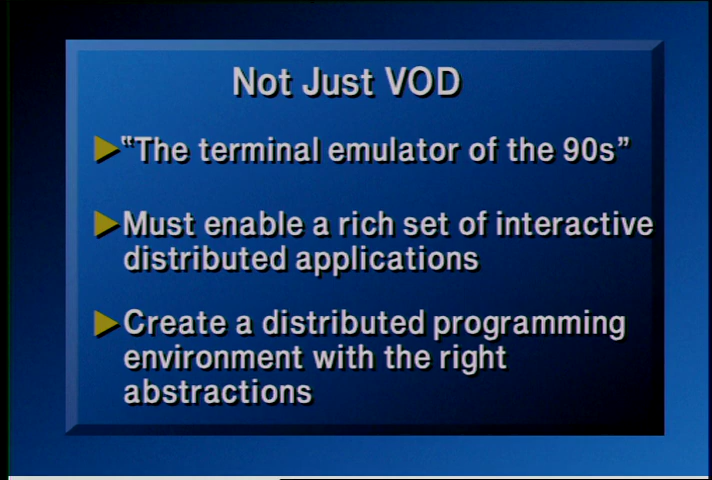 Not Just VOD
"The terminal emulator of the 90s"
Must enable a rich set of interactive
distributed applications
Create a distributed programming
environment with the right
abstractions